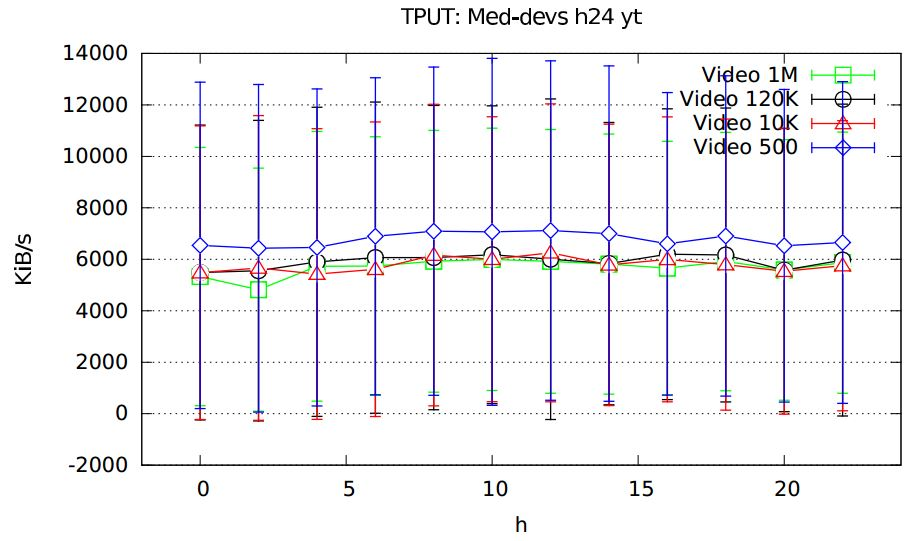 TPUT: Med-devs h24 yt
14000
12000
10000
8000
6000
4000
2000
0
-2000
KiB/s
Video 1M
Video 120K
Video 10K
Video 500
0 5 10 15 20
h